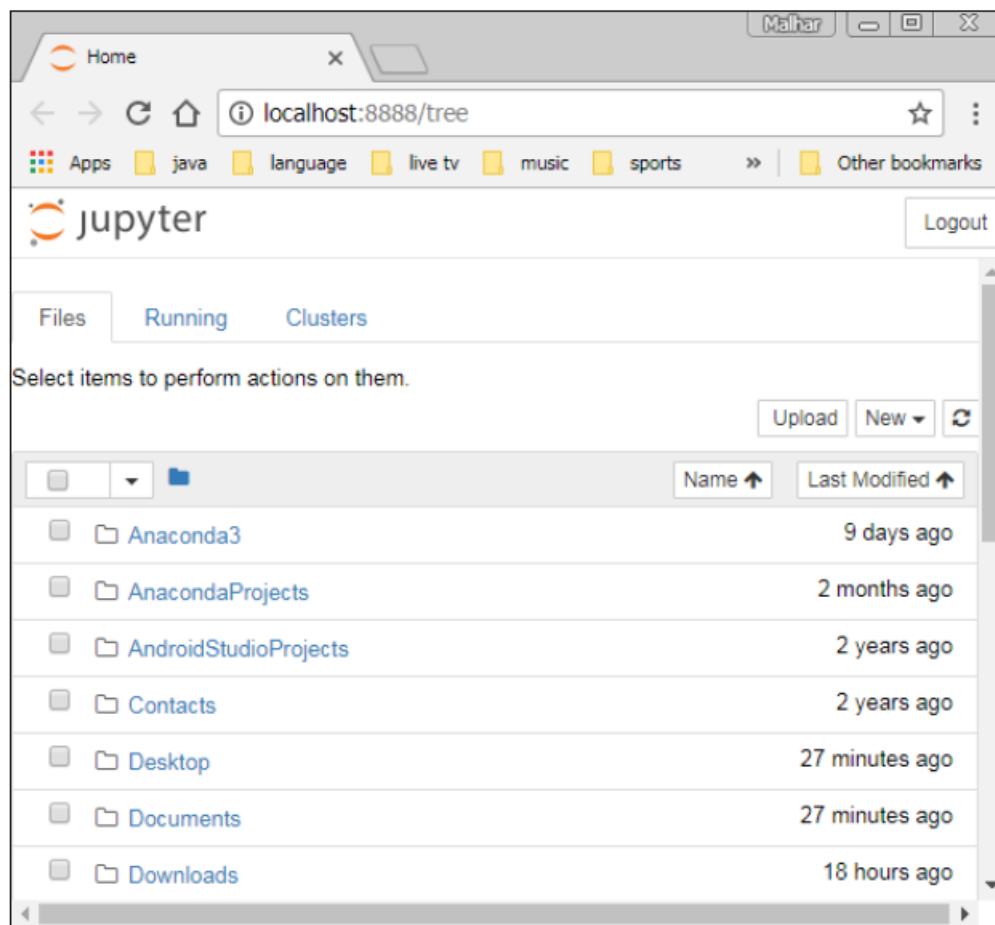 Malhar
Home
localhost:8888/tree
Apps java language live tv music sports » Other bookmarks
jupyter Logout
Files Running Clusters
Select items to perform actions on them.
Upload New
Name Last Modified
Anaconda3 9 days ago
AnacondaProjects 2 months ago
AndroidStudioProjects 2 years ago
Contacts 2 years ago
Desktop 27 minutes ago
Documents 27 minutes ago
Downloads 18 hours ago